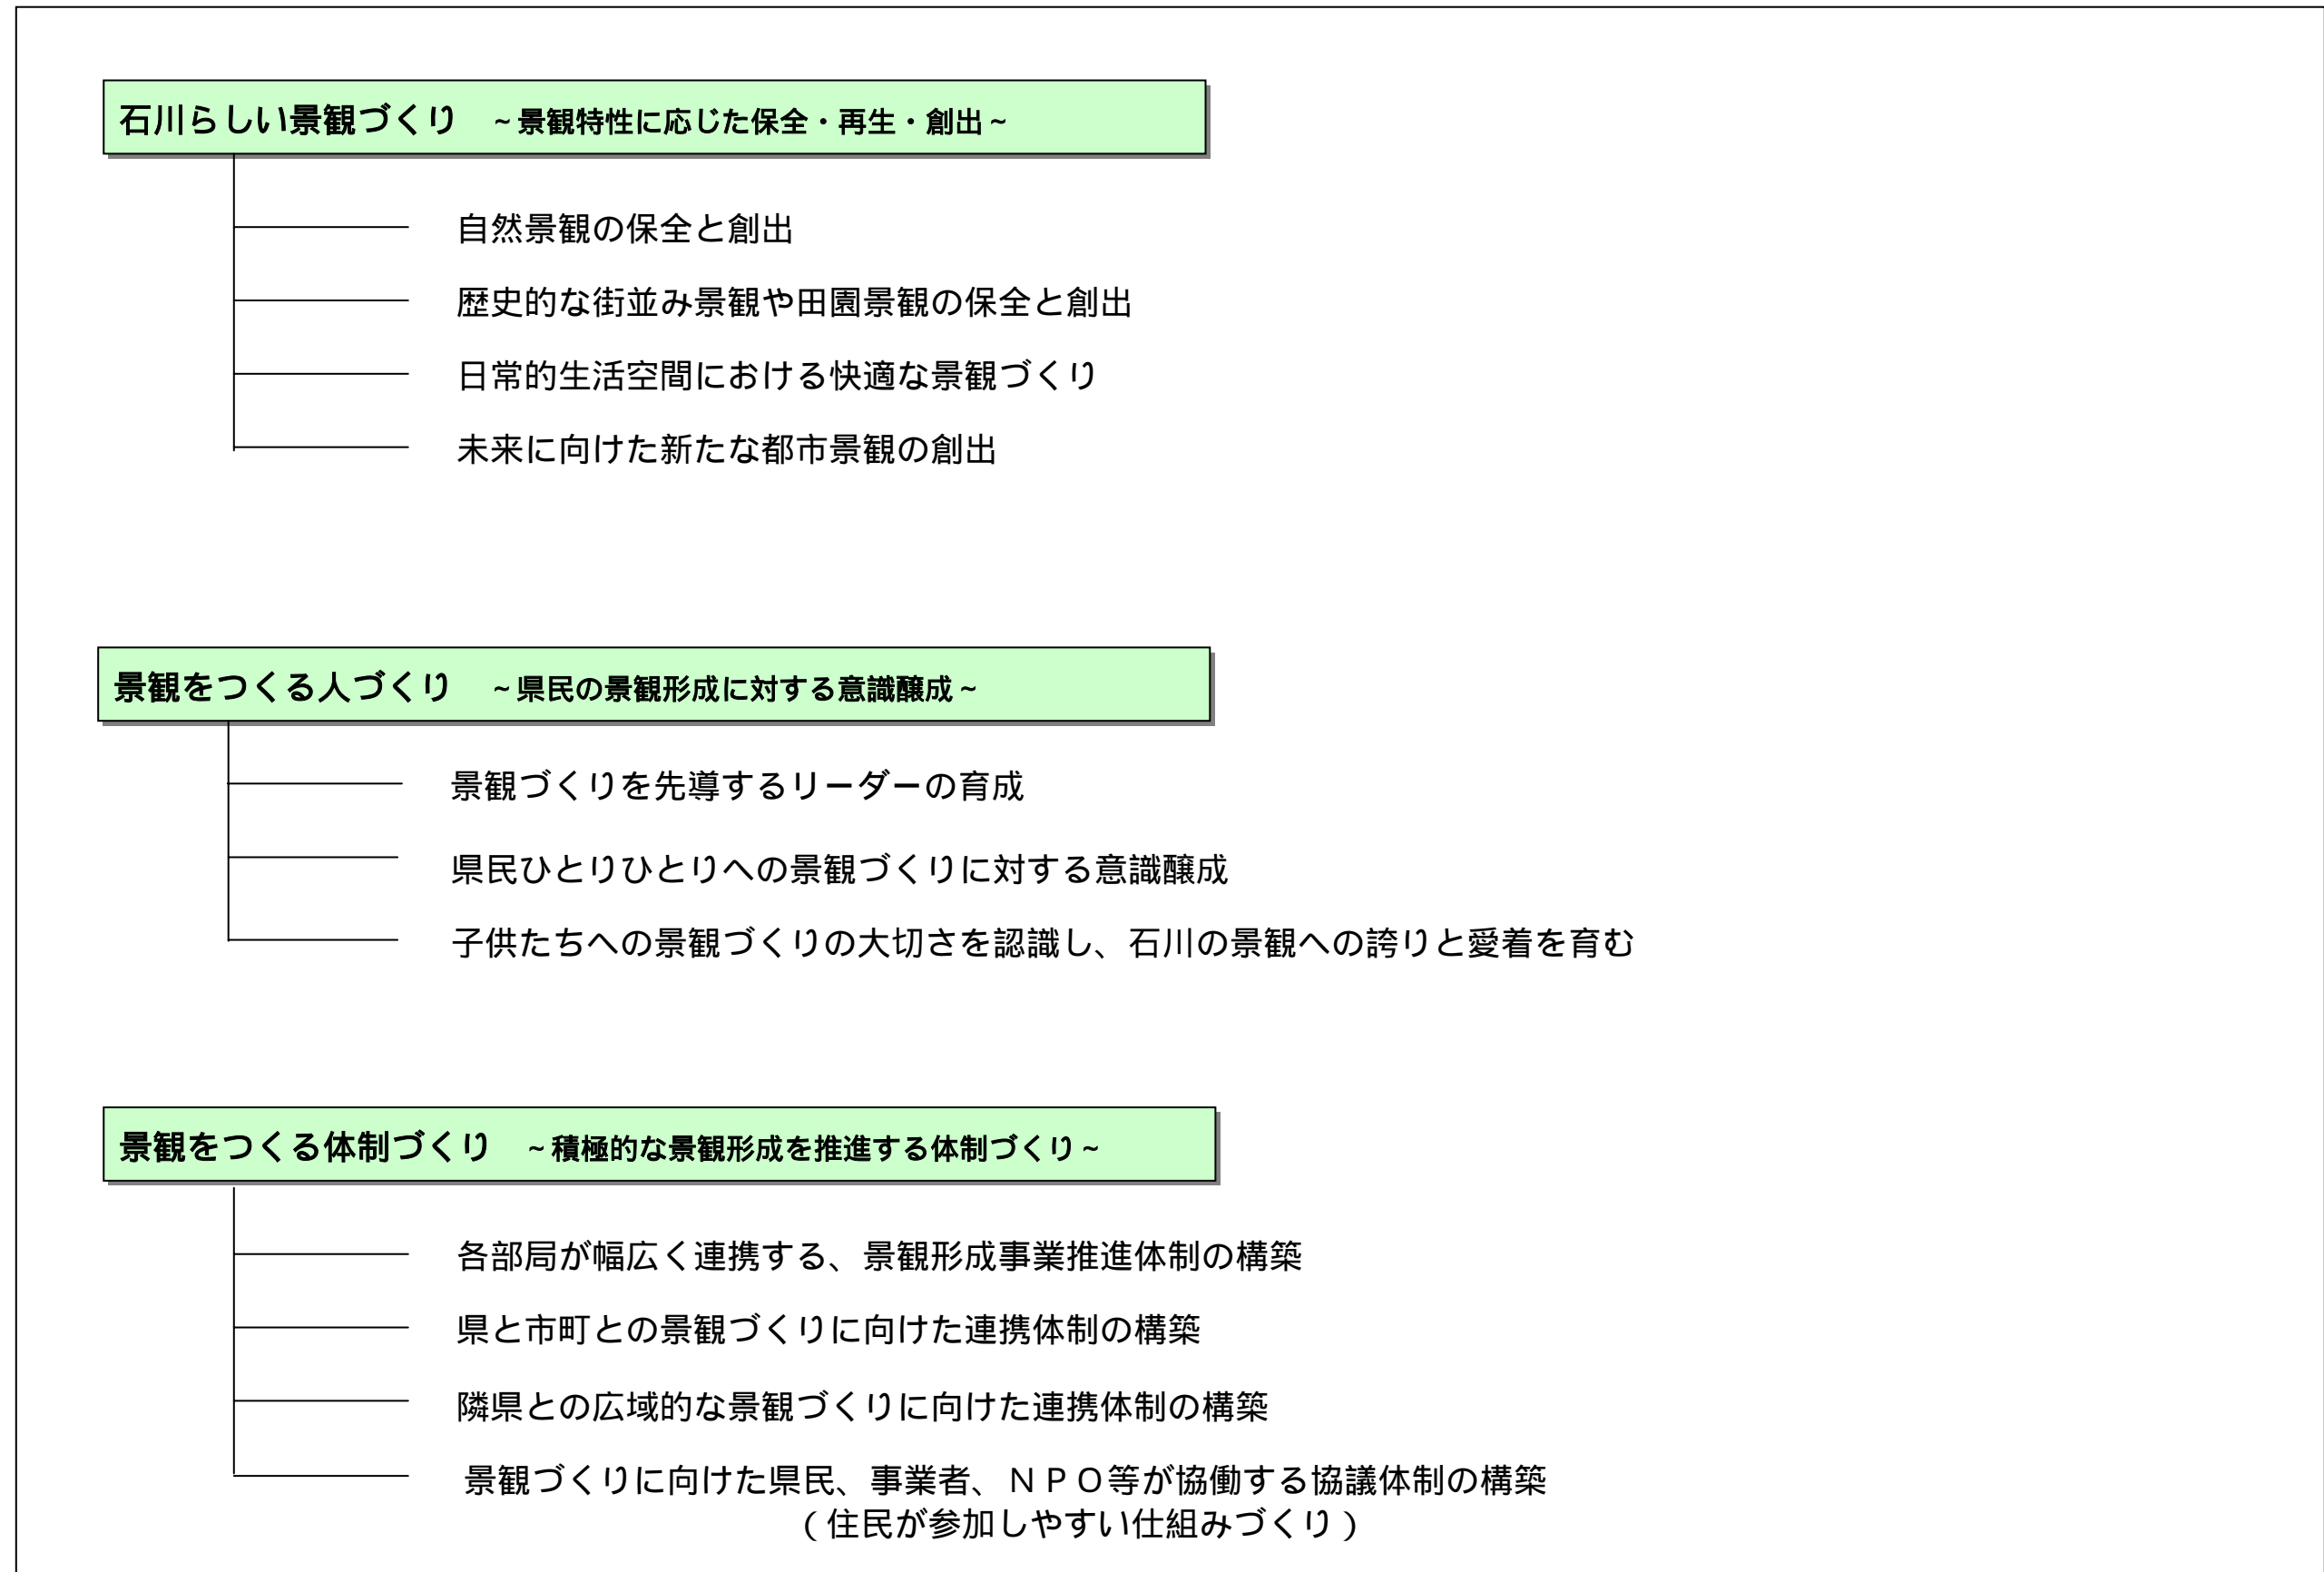 石川らしい景観づくり　~景観特性に応じた保全・再生・創出~
自然景観の保全と創出
歴史的な街並み景観や田園景観の保全と創出
日常的生活空間における快適な景観づくり
未来に向けた新たな都市景観の創出
景観をつくる人づくり　~県民の景観形成に対する意識醸成~
景観づくりを先導するリーダーの育成
県民ひとりひとりへの景観づくりに対する意識醸成
子供たちへの景観づくりの大切さを認識し、石川の景観への誇りと愛着を育む
景観をつくる体制づくり　~積極的な景観形成を推進する体制づくり~
各部局が幅広く連携する、景観形成事業推進体制の構築
県と市町との景観づくりに向けた連携体制の構築
隣県との広域的な景観づくりに向けた連携体制の構築
景観づくりに向けた県民、事業者、ＮＰＯ等が協働する協議体制の構築
（住民が参加しやすい仕組みづくり）